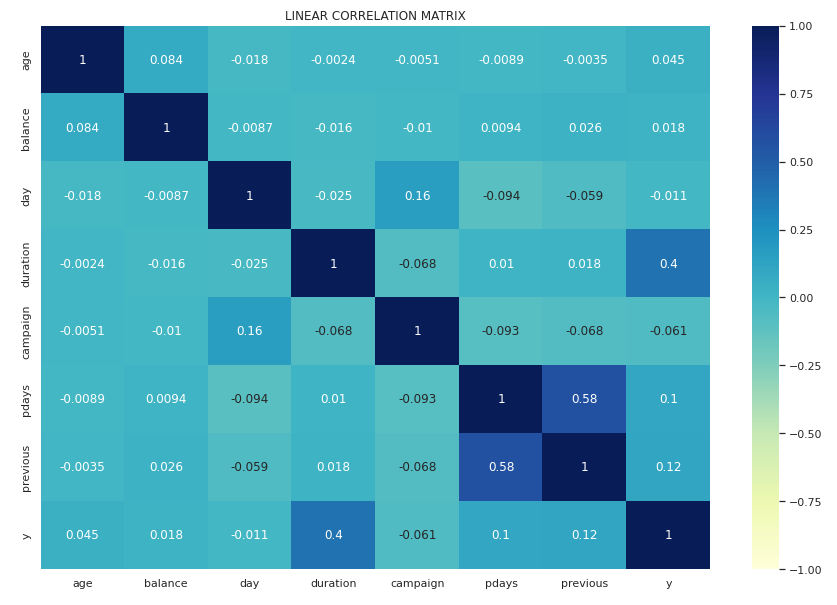 LINEAR CORRELATION MATRIX
age 1 0.084 -0.018 -0.0024 -0.0051 -0.0089 -0.0035 0.045
balance 0.084 1 -0.0087 -0.016 -0.01 0.0094 0.026 0.018
day -0.018 -0.0087 1 -0.025 0.16 -0.094 -0.059 -0.011
duration -0.0024 -0.016 -0.025 1 -0.068 0.01 0.018 0.4
campaign -0.0051 -0.01 0.16 -0.068 1 -0.093 -0.068 -0.061
pdays -0.0089 0.0094 -0.094 0.01 -0.093 1 0.58 0.1
previous -0.0035 0.026 -0.059 0.018 -0.068 0.58 1 0.12
y 0.045 0.018 -0.011 0.4 -0.061 0.1 0.12 1
age balance day duration campaign pdays previous y
1.00
0.75
0.50
0.25
0.00
−0.25
−0.50
−0.75
−1.00